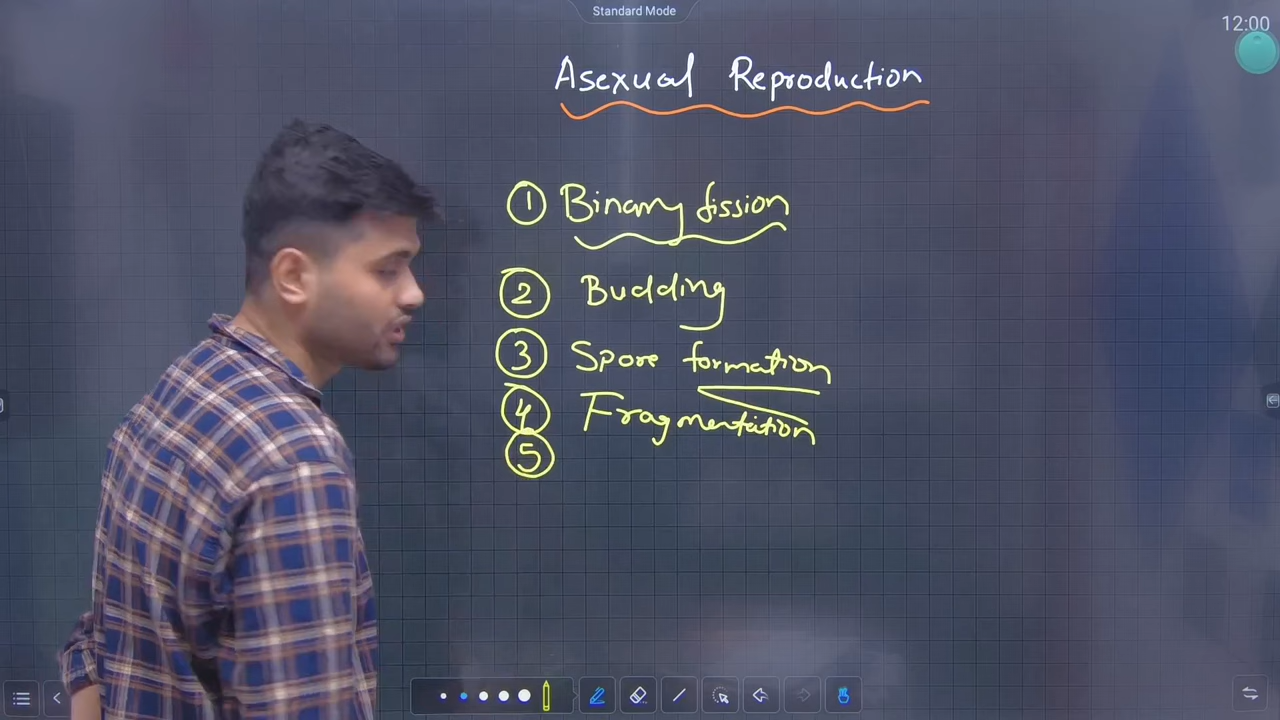 Standard Mode
12:00
Asexual Reproduction
① Binary fission
② Budding
③ Spore formation
④ Fragmentation
⑤